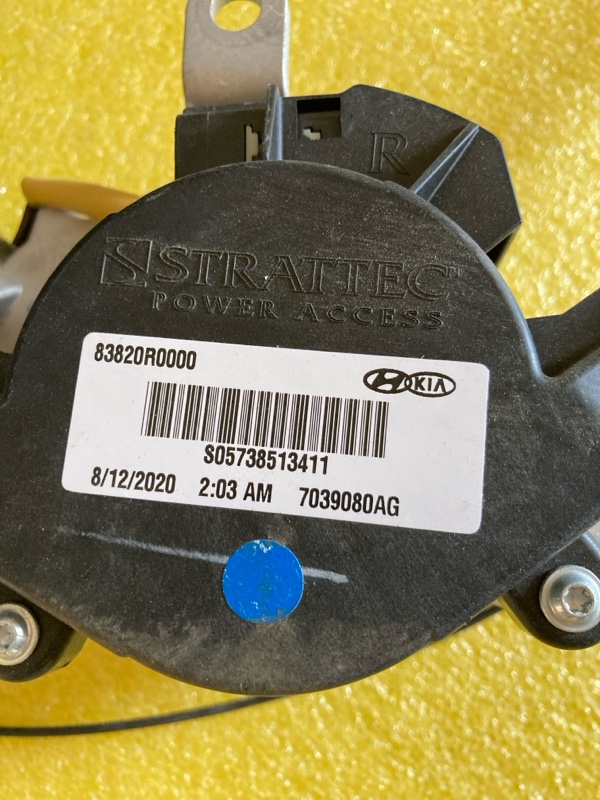 R
STRATTEC
POWER ACCESS
83820R0000
KIA
S05738513411
8/12/2020 2:03 AM 7039080AG